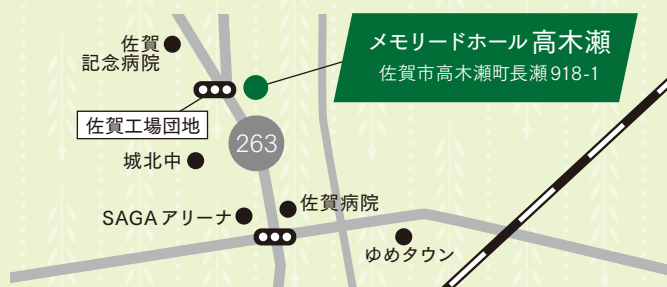 佐賀
記念病院
メモリードホール 高木瀬
佐賀市高木瀬町長瀬918-1
佐賀工場団地
263
城北中
SAGAアリーナ
佐賀病院
ゆめタウン